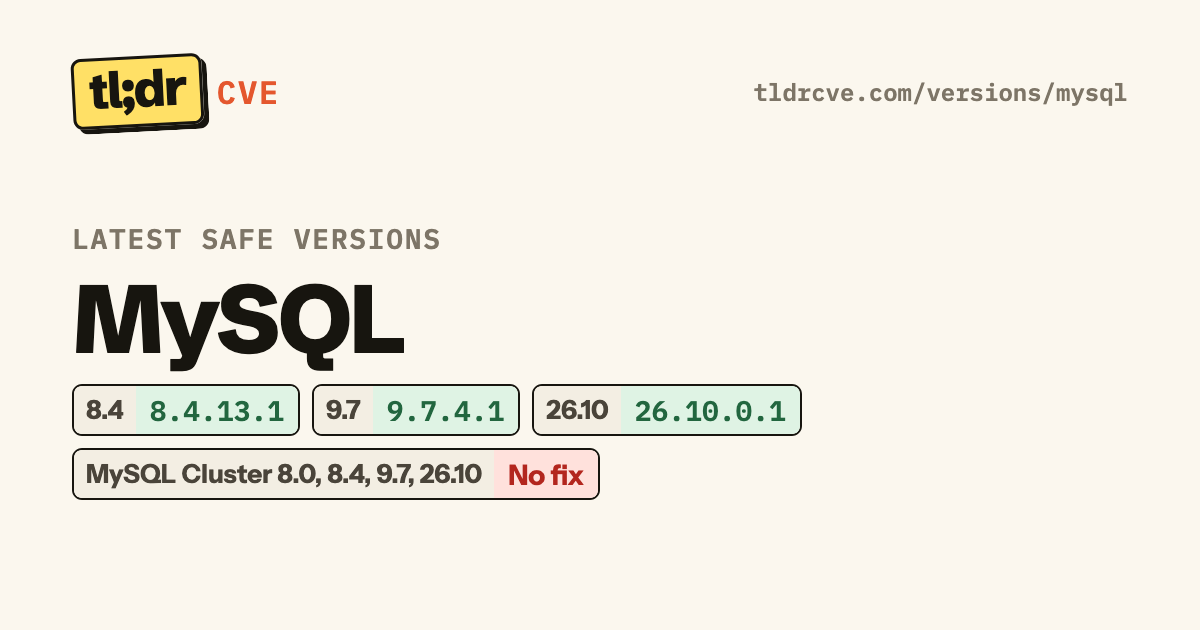 tl;dr CVE
tldrcve.com/versions/mysql
LATEST SAFE VERSIONS
MySQL
8.4 8.4.13.1 9.7 9.7.4.1 26.10 26.10.0.1
MySQL Cluster 8.0, 8.4, 9.7, 26.10 No fix